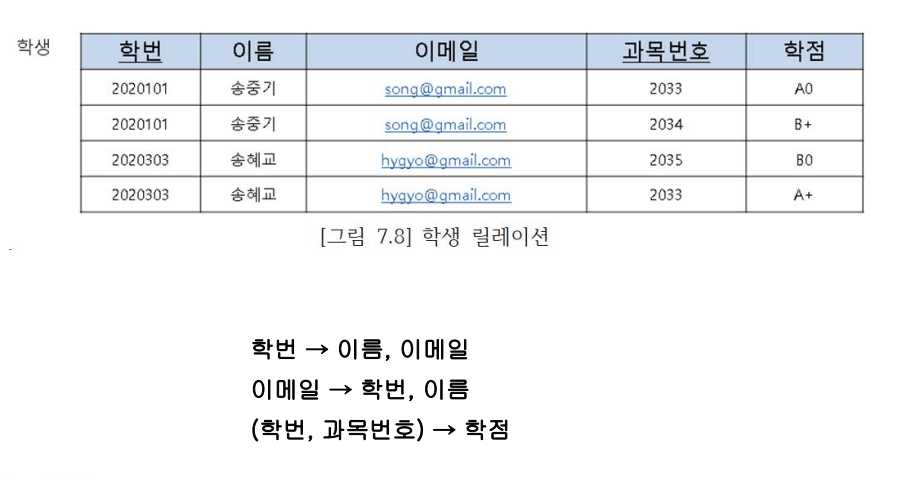 학생
학번 이름 이메일 과목번호 학점
2020101 송중기 song@gmail.com 2033 A0
2020101 송중기 song@gmail.com 2034 B+
2020303 송혜교 hygyo@gmail.com 2035 B0
2020303 송혜교 hygyo@gmail.com 2033 A+
[그림 7.8] 학생 릴레이션
학번 → 이름, 이메일
이메일 → 학번, 이름
(학번, 과목번호) → 학점